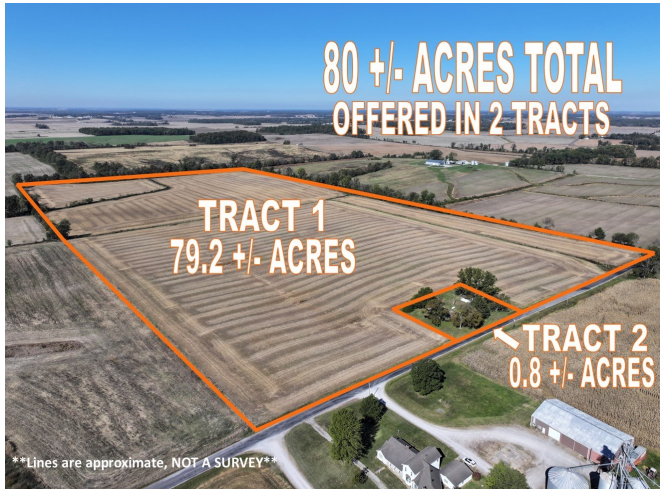 80 +/- ACRES TOTAL
OFFERED IN 2 TRACTS
TRACT 1
79.2 +/- ACRES
TRACT 2
0.8 +/- ACRES
**Lines are approximate, NOT A SURVEY**